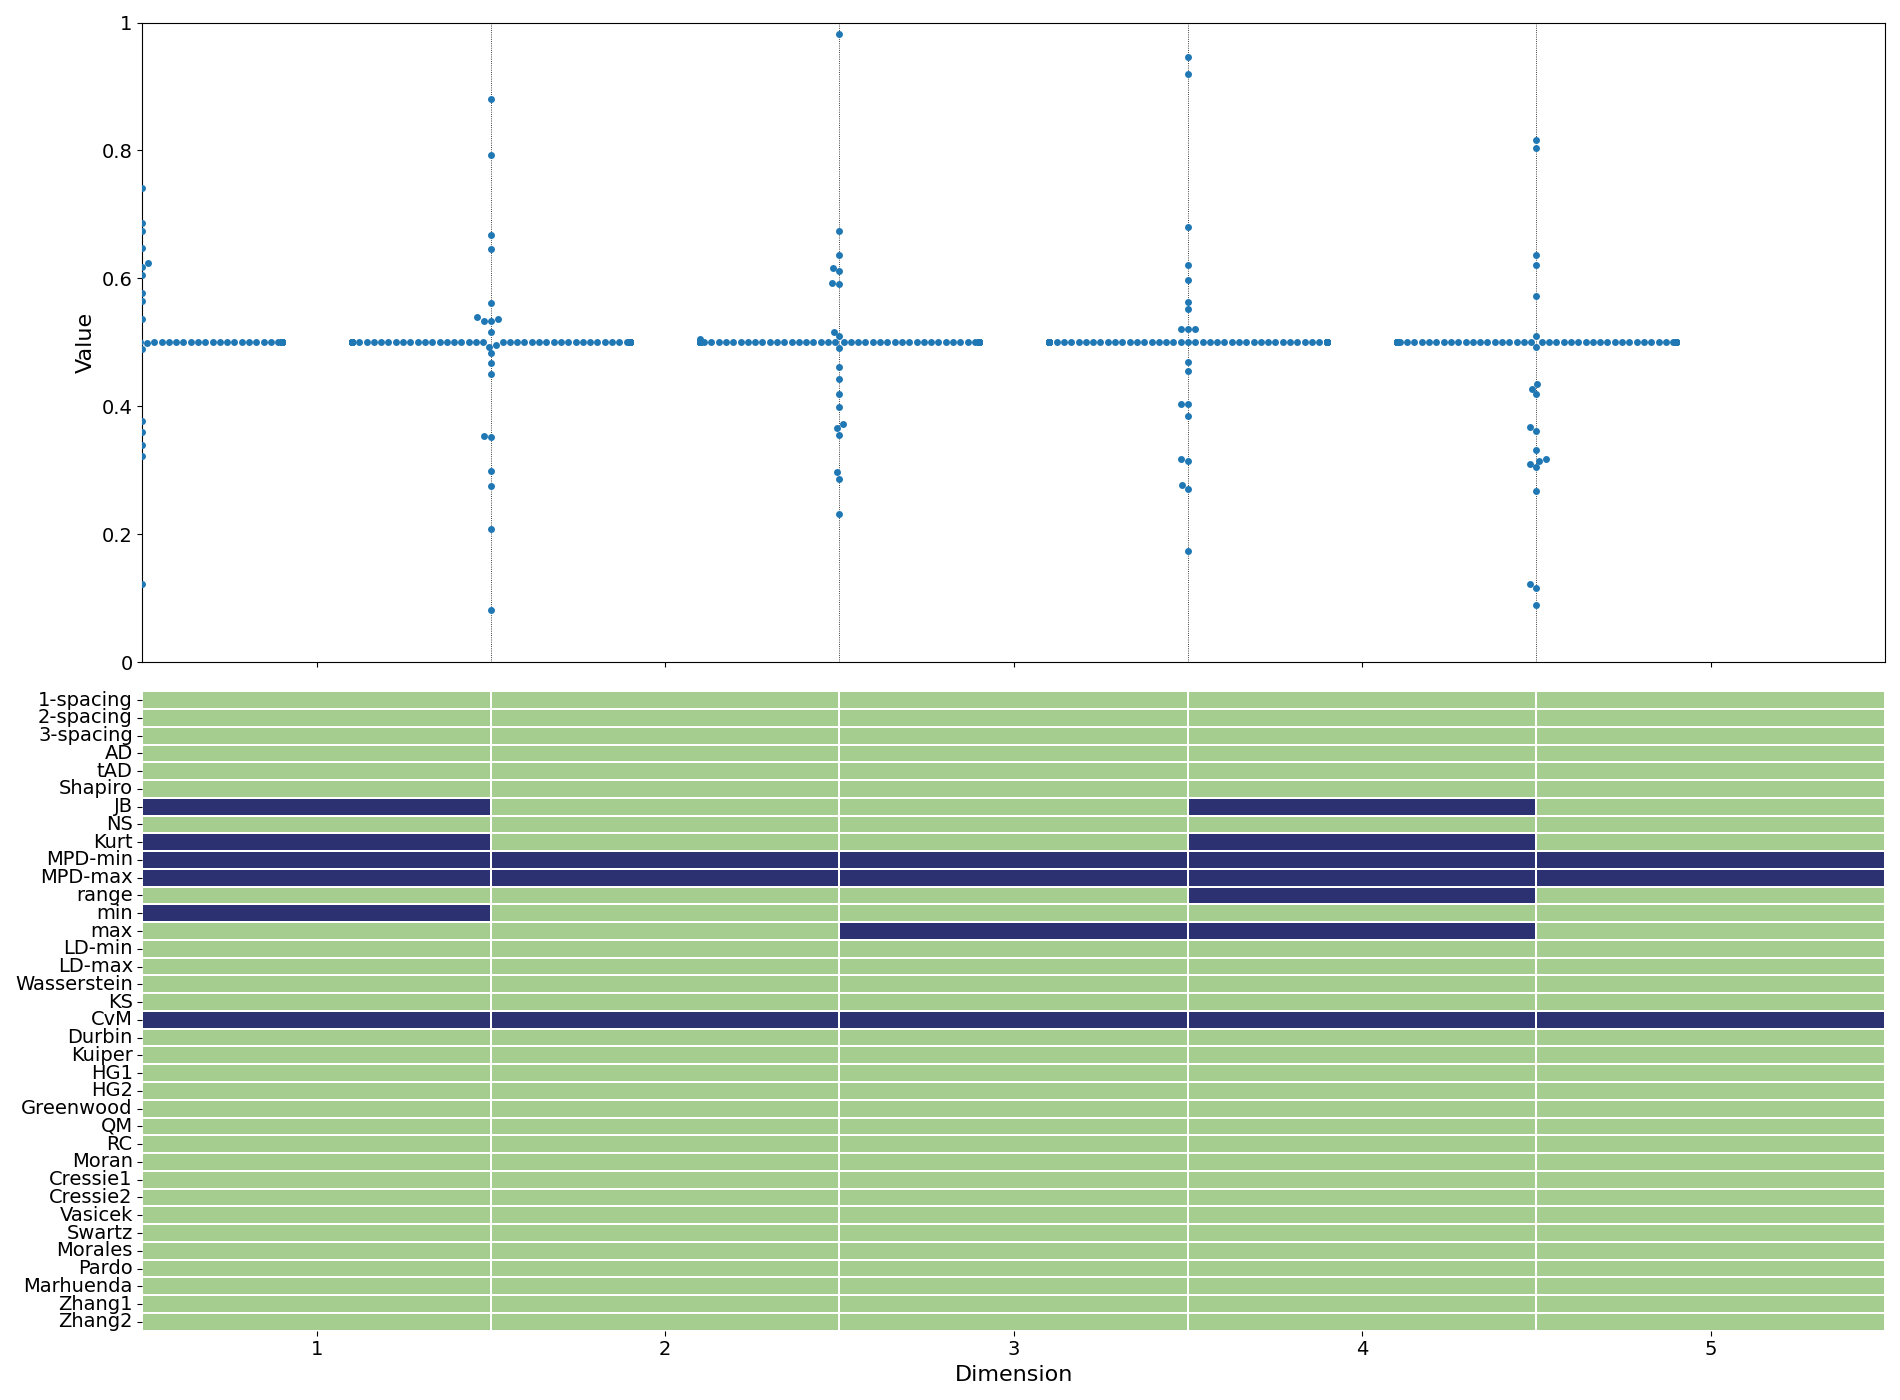 1
0.8
0.6
0.4
0.2
0
Value
1-spacing
2-spacing
3-spacing
AD
tAD
Shapiro
JB
NS
Kurt
MPD-min
MPD-max
range
min
max
LD-min
LD-max
Wasserstein
KS
CvM
Durbin
Kuiper
HG1
HG2
Greenwood
QM
RC
Moran
Cressie1
Cressie2
Vasicek
Swartz
Morales
Pardo
Marhuenda
Zhang1
Zhang2
1 2 3 4 5
Dimension